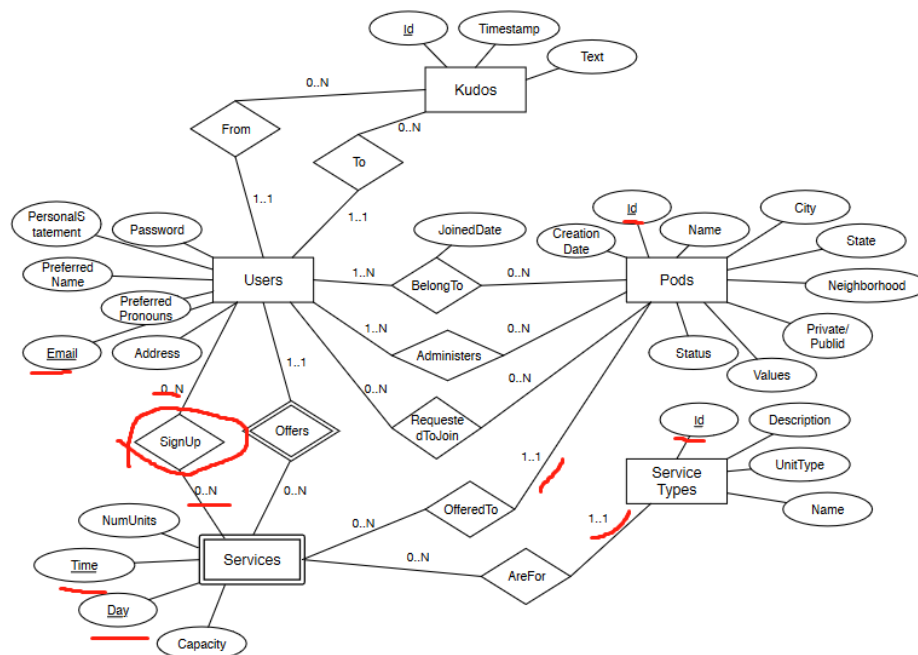 Id
Timestamp
Text
Kudos
0..N
0..N
From
To
1..1
1..1
PersonalS
tatement
Password
Preferred
Name
Preferred
Pronouns
Email
Address
Users
JoinedDate
1..N
BelongTo
0..N
1..N
Administers
0..N
0..N
Requeste
dToJoin
0..N
Id
Name
City
Creation
Date
State
Pods
Neighborhood
Private/
Publid
Status
Values
1..1
0..N
SignUp
Offers
0..N
0..N
1..1
Id
Description
Service
Types
UnitType
Name
NumUnits
Time
Day
Capacity
Services
0..N
OfferedTo
0..N
AreFor
1..1